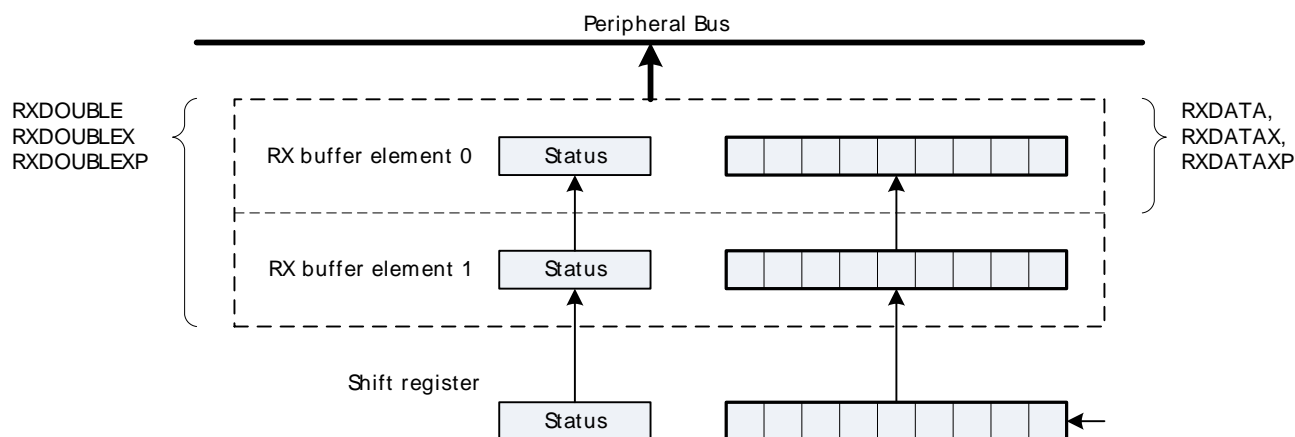 Peripheral Bus
RXDOUBLE
RXDOUBLEX
RXDOUBLEXP
RXDATA,
RXDATAX,
RXDATAXP
RX buffer element 0
Status
RX buffer element 1
Status
Shift register
Status